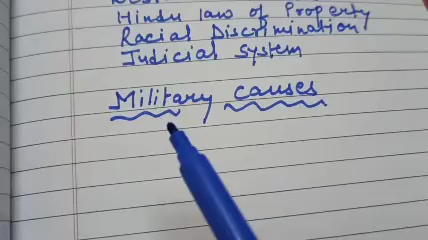 Hindu law of Property
Racial Discrimination
Judicial system
Military causes